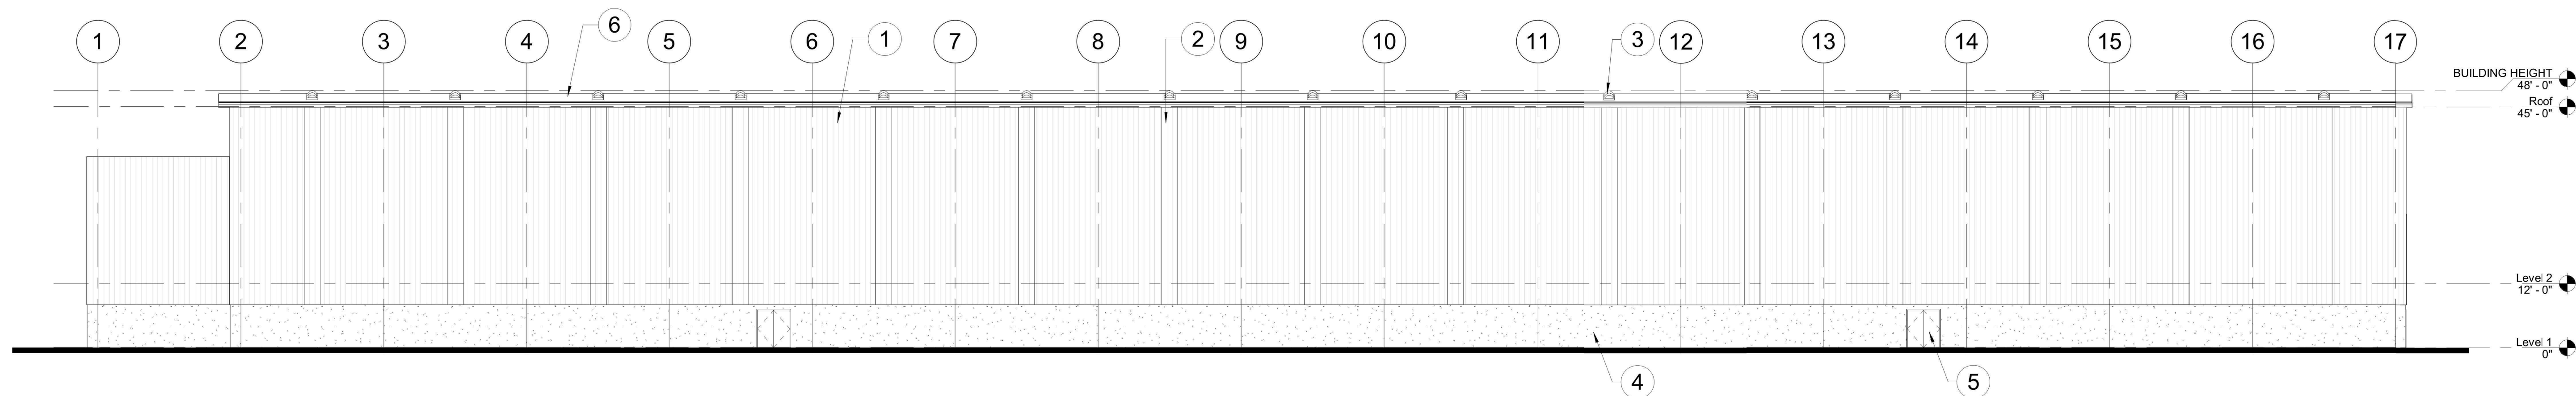 6
1 2 3 4 5 6 1 7 8 2 9 10 11 3 12 13 14 15 16 17
BUILDING HEIGHT
48' - 0"
Roof
45' - 0"
Level 2
12' - 0"
Level 1
0"
4 5